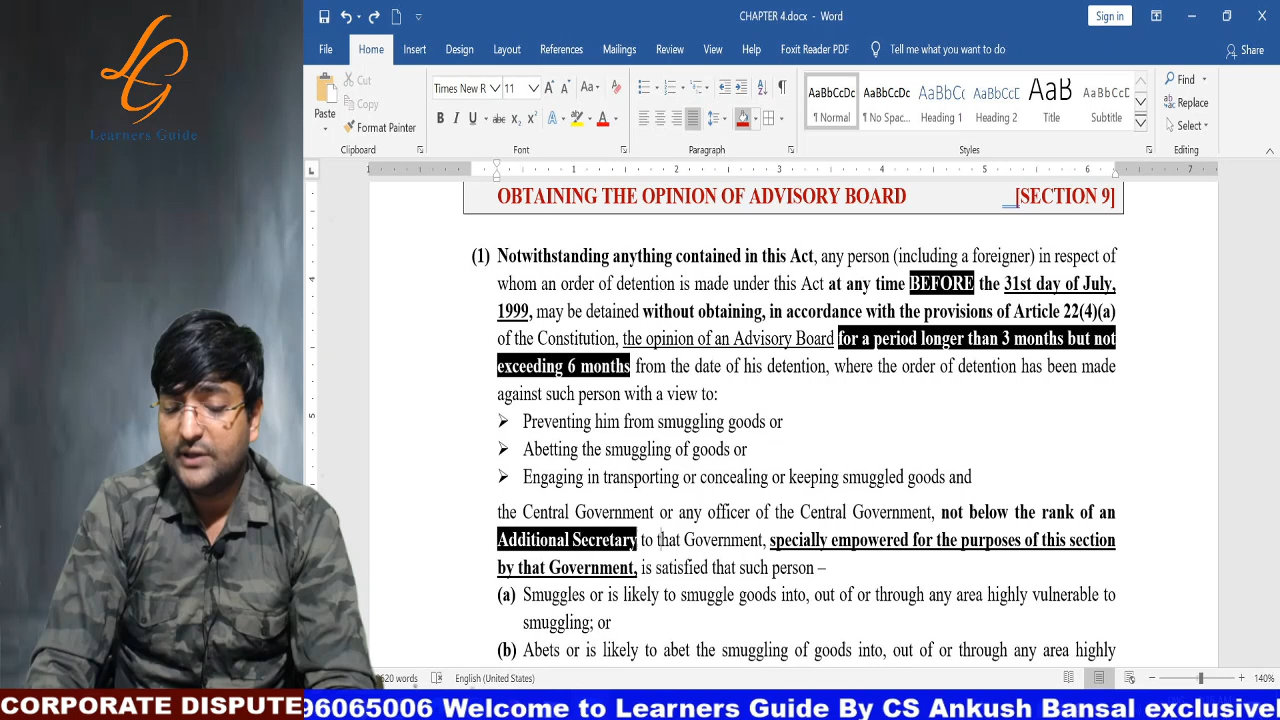 LG
Learners Guide
CHAPTER 4.docx - Word
Sign in
File Home Insert Design Layout References Mailings Review View Help Foxit Reader PDF Tell me what you want to do Share
Paste
Cut
Copy
Format Painter
Clipboard
Times New R 11
Font
Paragraph
AaBbCcDc AaBbCcDc AaBbCc AaBbCc AaB AaBbCcD
¶ Normal ¶ No Spac... Heading 1 Heading 2 Title Subtitle
Styles
Find
Replace
Select
Editing
1 1 2 3 4 5 6 7
OBTAINING THE OPINION OF ADVISORY BOARD [SECTION 9]
(1) Notwithstanding anything contained in this Act, any person (including a foreigner) in respect of
whom an order of detention is made under this Act at any time BEFORE the 31st day of July,
1999, may be detained without obtaining, in accordance with the provisions of Article 22(4)(a)
of the Constitution, the opinion of an Advisory Board for a period longer than 3 months but not
exceeding 6 months from the date of his detention, where the order of detention has been made
against such person with a view to:
➢ Preventing him from smuggling goods or
➢ Abetting the smuggling of goods or
➢ Engaging in transporting or concealing or keeping smuggled goods and
the Central Government or any officer of the Central Government, not below the rank of an
Additional Secretary to that Government, specially empowered for the purposes of this section
by that Government, is satisfied that such person –
(a) Smuggles or is likely to smuggle goods into, out of or through any area highly vulnerable to
smuggling; or
(b) Abets or is likely to abet the smuggling of goods into, out of or through any area highly
620 words English (United States) 140%
CORPORATE DISPUTE 96065006 Welcome to Learners Guide By CS Ankush Bansal exclusive